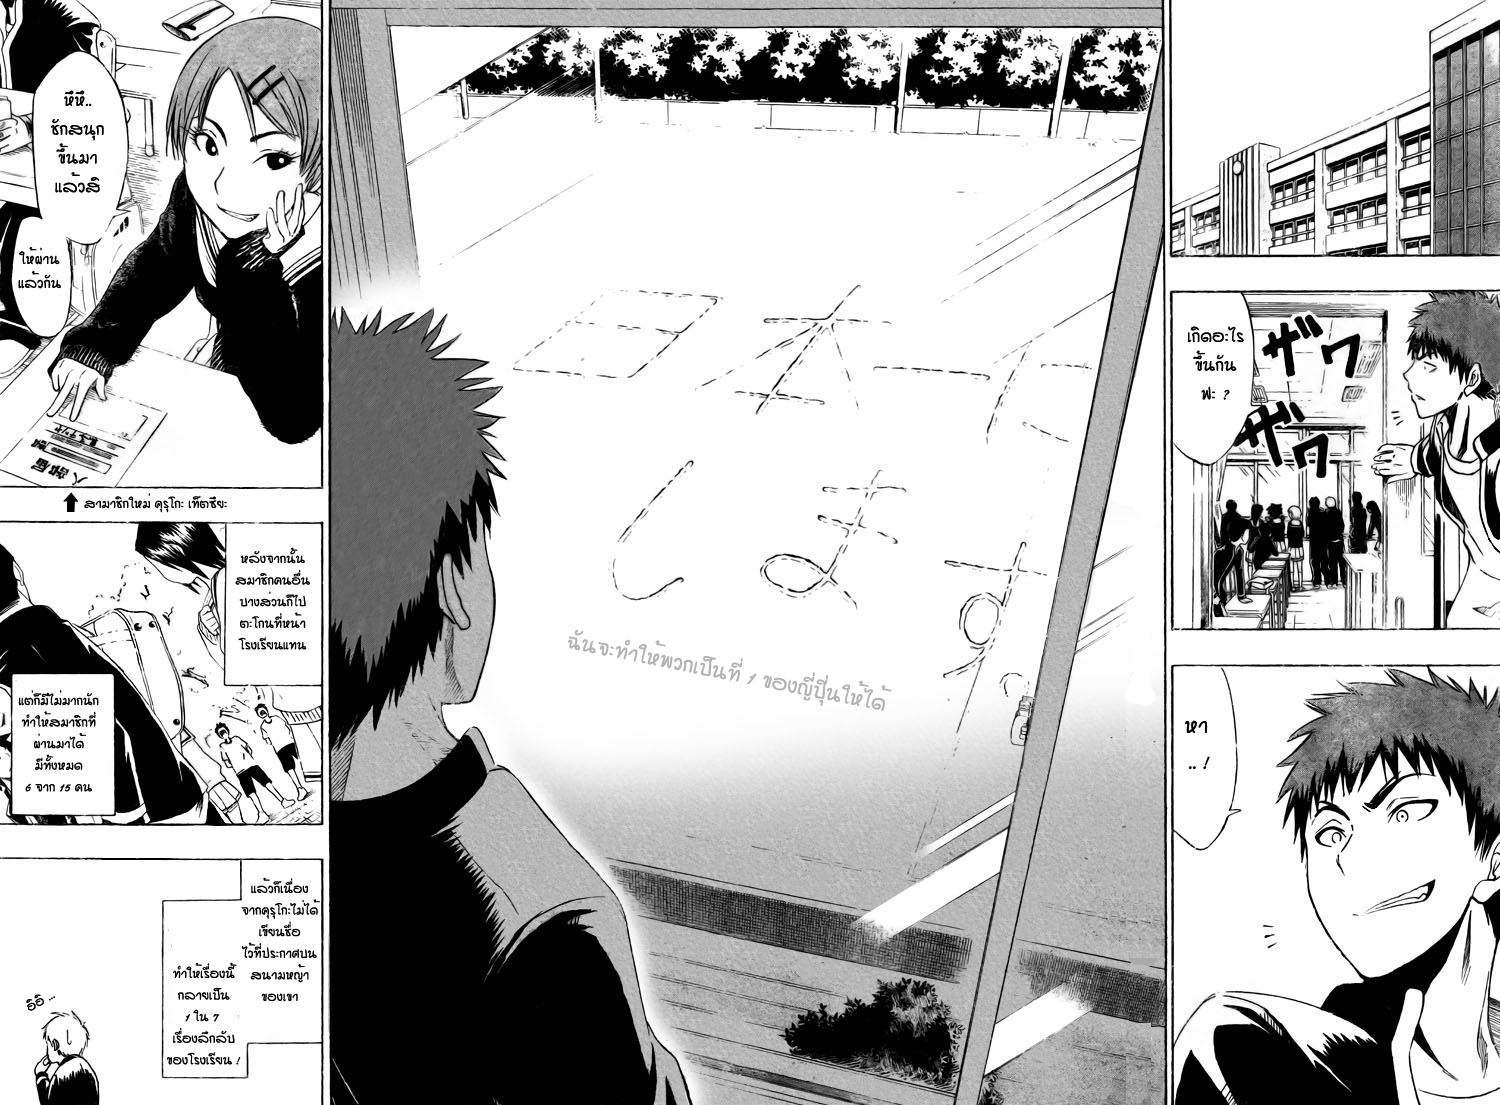 เกิดอะไร
ขึ้นกัน
ฟะ ?
ザワ
ザワ
หา
.. !
日本一に
します
ฉันจะทำให้พวกเป็นที่ 1 ของญี่ปุ่นให้ได้
หึหึ..
ชักสนุก
ขึ้นมา
แล้วสิ
ให้ผ่าน
แล้วกัน
入部届
สามาชิกใหม่ คุรุโกะ เท็ตซึยะ
หลังจากนั้น
สมาชิกคนอื่น
บางส่วนก็ไป
ตะโกนที่หน้า
โรงเรียนแทน
แต่ก็มีไม่มากนัก
ทำให้สมาชิกที่
ผ่านมาได้
มีทั้งหมด
6 จาก 15 คน
แล้วก็เนื่อง
จากคุรุโกะไม่ได้
เขียนชื่อ
ไว้ที่ประกาศบน
สนามหญ้า
ของเขา
ทำให้เรื่องนี้
กลายเป็น
1 ใน 7
เรื่องลึกลับ
ของโรงเรียน !
อิอิ ...